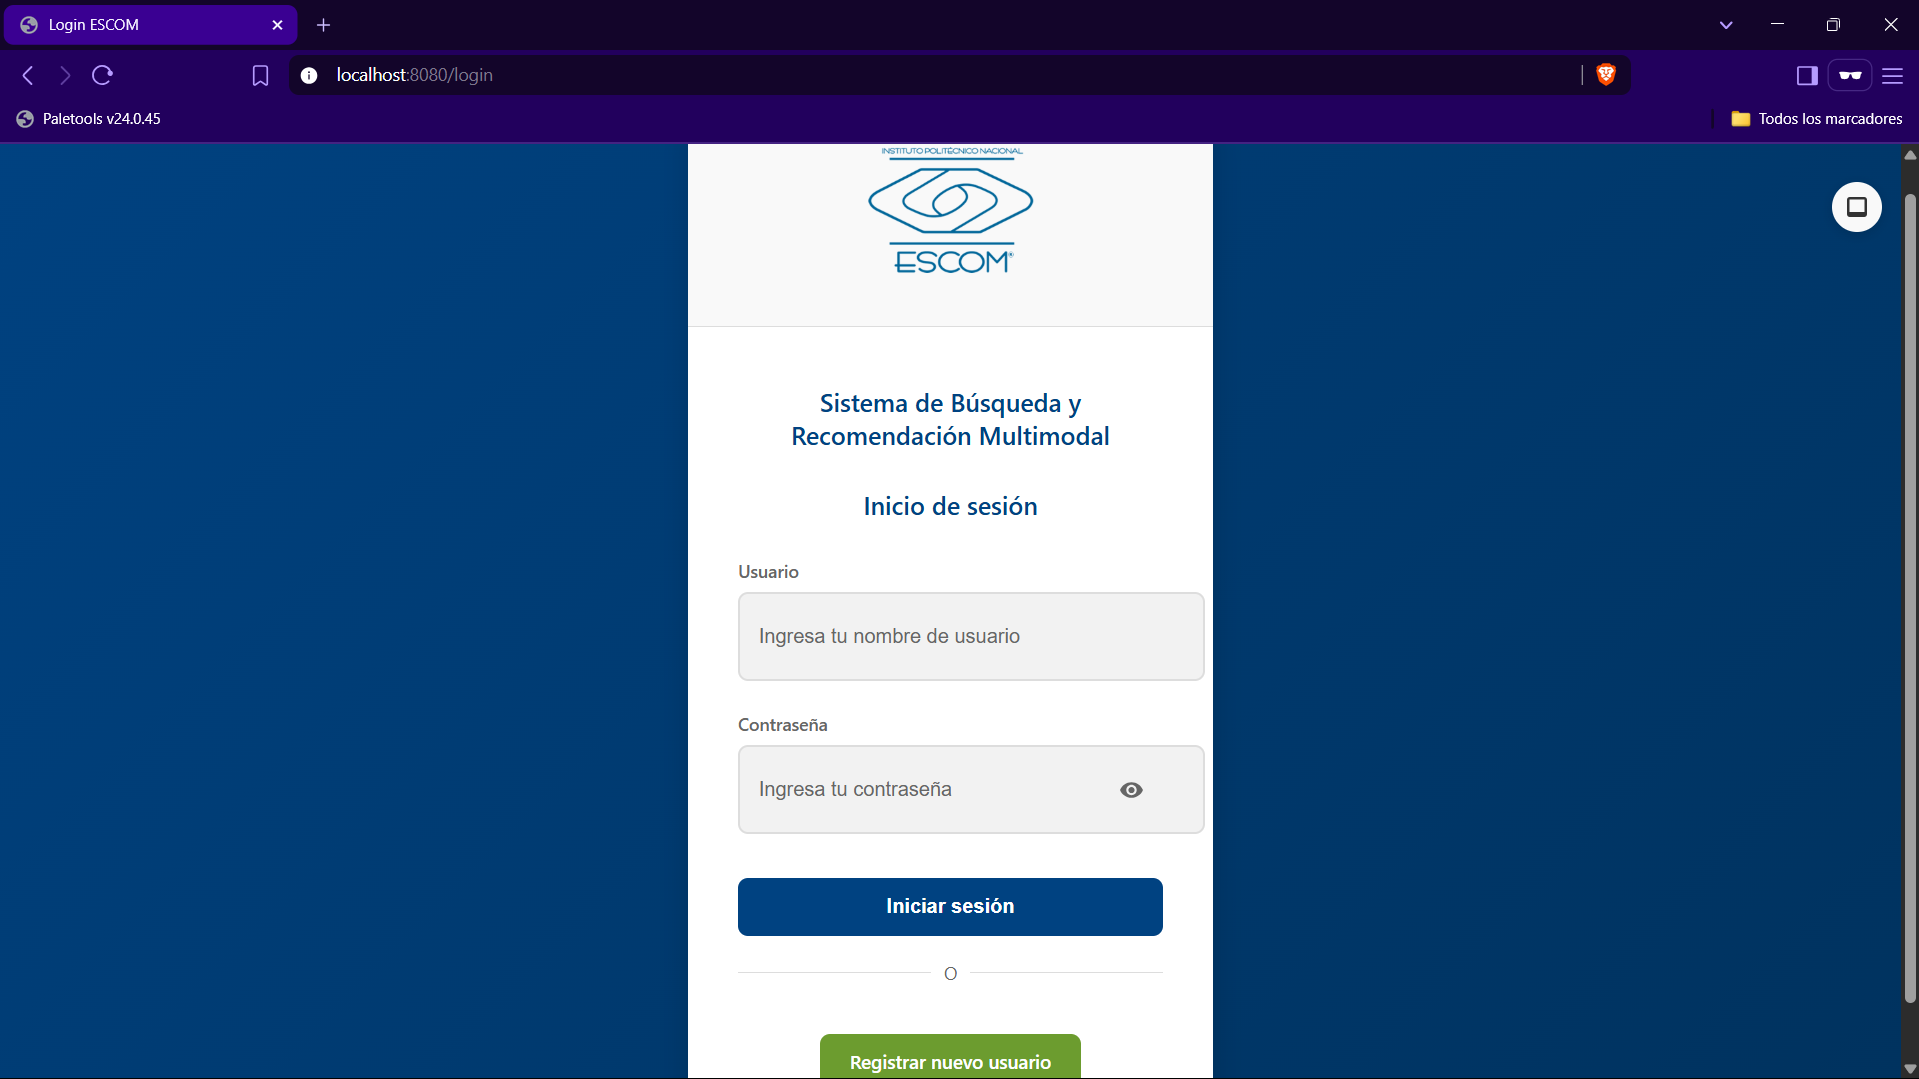 Login ESCOM
localhost:8080/login
Paletools v24.0.45
Todos los marcadores
INSTITUTO POLITÉCNICO NACIONAL
ESCOM®
Sistema de Búsqueda y
Recomendación Multimodal
Inicio de sesión
Usuario
Ingresa tu nombre de usuario
Contraseña
Ingresa tu contraseña
Iniciar sesión
O
Registrar nuevo usuario